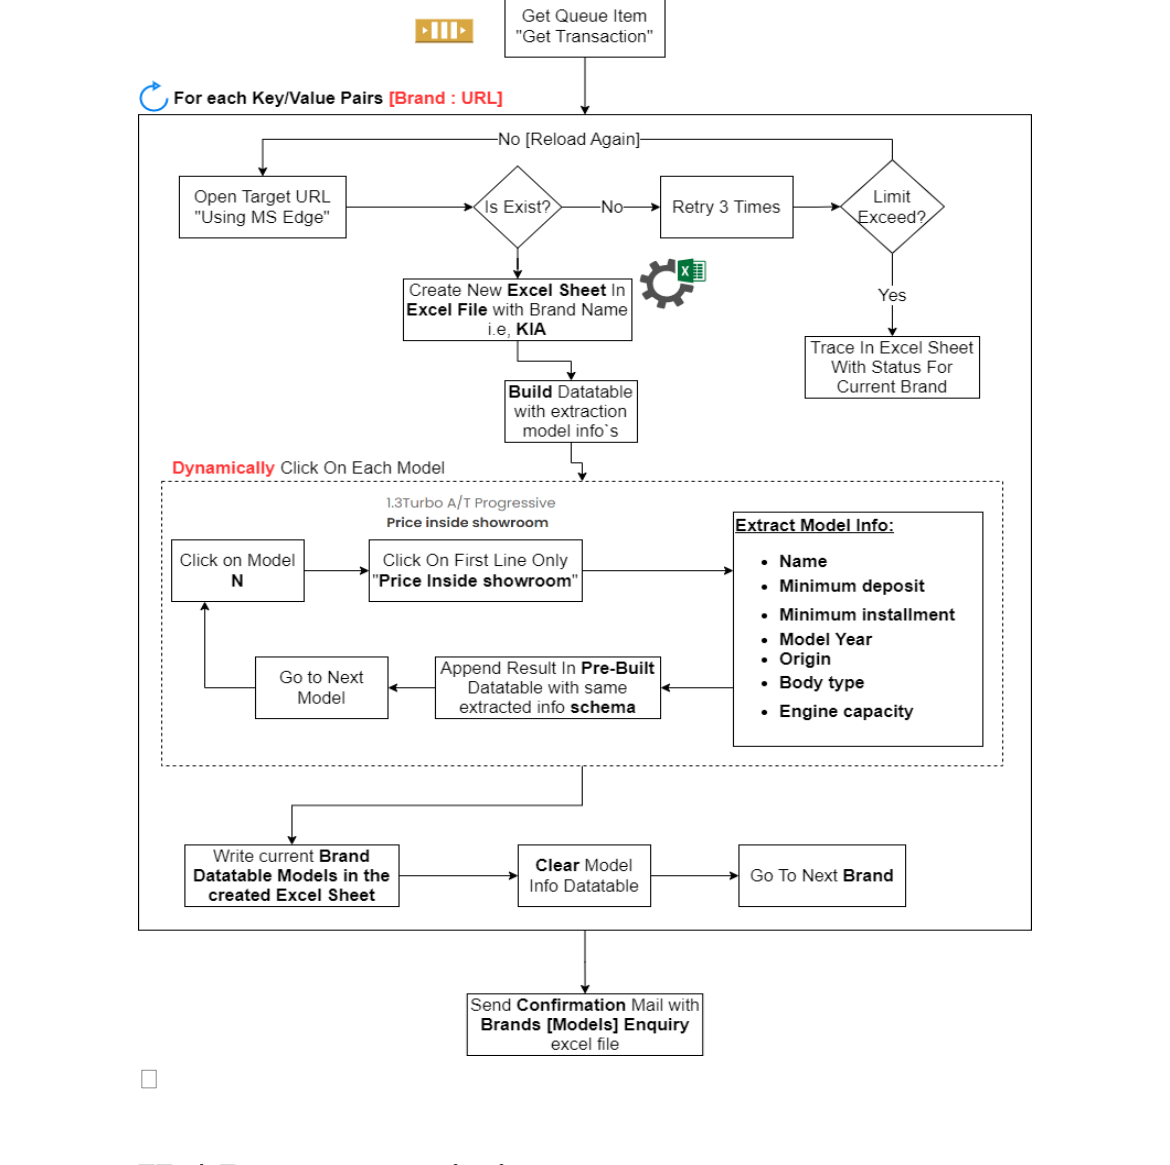 Get Queue Item
"Get Transaction"
For each Key/Value Pairs [Brand : URL]
No [Reload Again]
Open Target URL
"Using MS Edge"
Is Exist?
No
Retry 3 Times
Limit
Exceed?
Yes
Create New Excel Sheet In
Excel File with Brand Name
i.e, KIA
X
Trace In Excel Sheet
With Status For
Current Brand
Build Datatable
with extraction
model info`s
Dynamically Click On Each Model
1.3Turbo A/T Progressive
Price inside showroom
Click on Model
N
Click On First Line Only
"Price Inside showroom"
Extract Model Info:
• Name
• Minimum deposit
• Minimum installment
• Model Year
• Origin
• Body type
• Engine capacity
Go to Next
Model
Append Result In Pre-Built
Datatable with same
extracted info schema
Write current Brand
Datatable Models in the
created Excel Sheet
Clear Model
Info Datatable
Go To Next Brand
Send Confirmation Mail with
Brands [Models] Enquiry
excel file